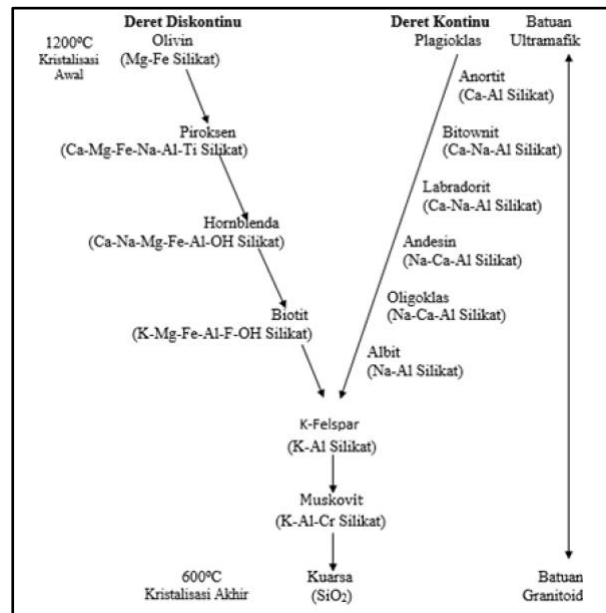 Deret Diskontinu
Deret Kontinu
Batuan
1200⁰C
Olivin
Plagioklas
Ultramafik
Kristalisasi
Awal
(Mg-Fe Silikat)
Anortit
(Ca-Al Silikat)
Piroksen
(Ca-Mg-Fe-Na-Al-Ti Silikat)
Bitownit
(Ca-Na-Al Silikat)
Labradorit
(Ca-Na-Al Silikat)
Hornblenda
(Ca-Na-Mg-Fe-Al-OH Silikat)
Andesin
(Na-Ca-Al Silikat)
Biotit
(K-Mg-Fe-Al-F-OH Silikat)
Oligoklas
(Na-Ca-Al Silikat)
Albit
(Na-Al Silikat)
K-Felspar
(K-Al Silikat)
Muskovit
(K-Al-Cr Silikat)
600⁰C
Kristalisasi Akhir
Kuarsa
(SiO₂)
Batuan
Granitoid